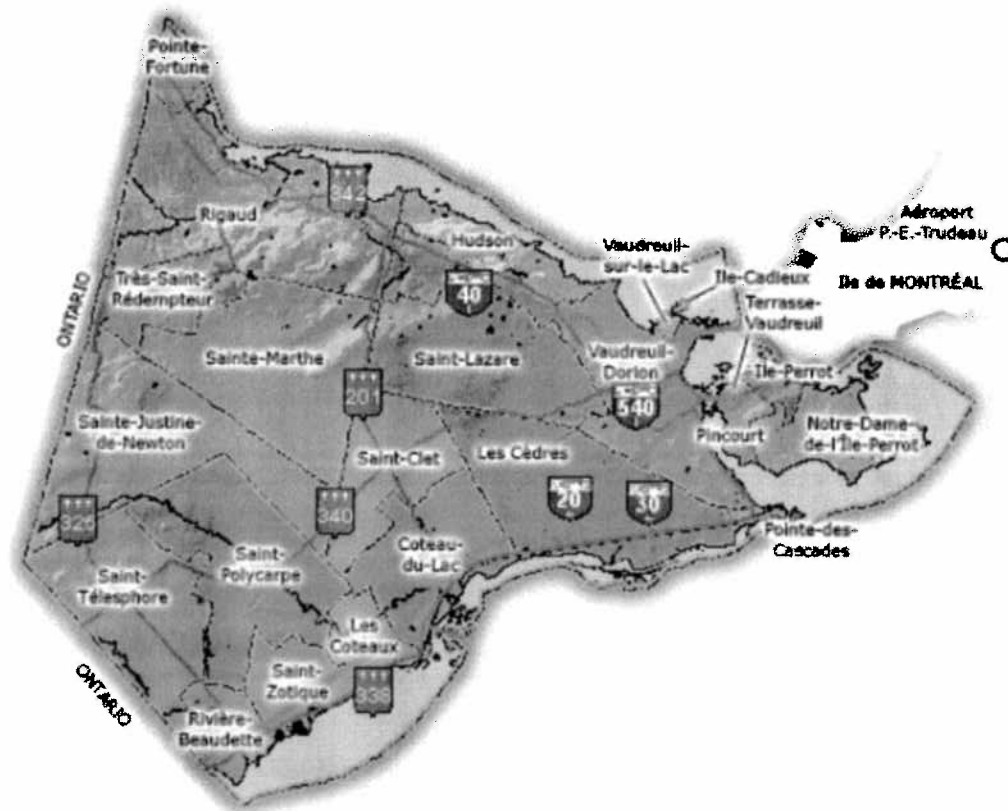 Pointe-
Fortune
342
Rigaud
Hudson
Vaudreuil-
sur-le-Lac
Aéroport
P.-E.-Trudeau
Ile-Cadieux
Ile de MONTRÉAL
Très-Saint-
Rédempteur
40
Terrasse-
Vaudreuil
ONTARIO
Sainte-Marthe
Saint-Lazare
Vaudreuil-
Dorion
Ile-Perrot
201
540
Sainte-Justine-
de-Newton
Notre-Dame-
de-l'Île-Perrot
Pincourt
Saint-Clet
Les Cèdres
20
30
325
340
Pointe-des-
Cascades
Coteau-
du-Lac
Saint-
Polycarpe
Saint-
Télesphore
Les
Coteaux
Saint-
Zotique
338
ONTARIO
Rivière-
Beaudette